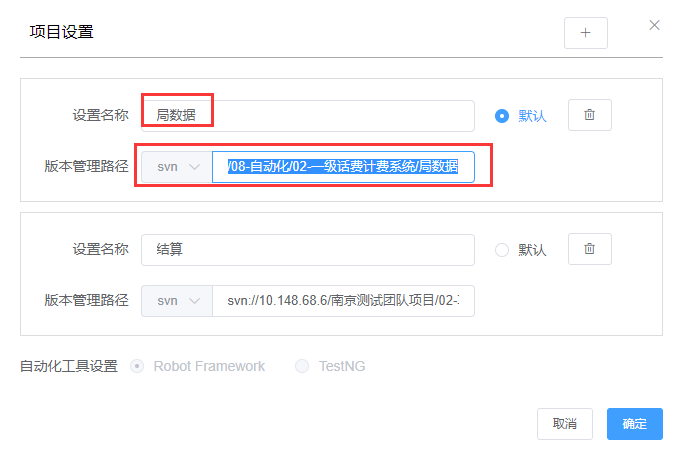 项目设置
设置名称 局数据 默认
版本管理路径 svn /08-自动化/02-一级话费计费系统/局数据
设置名称 结算 默认
版本管理路径 svn svn://10.148.68.6/南京测试团队项目/02-
自动化工具设置 Robot Framework TestNG
取消 确定